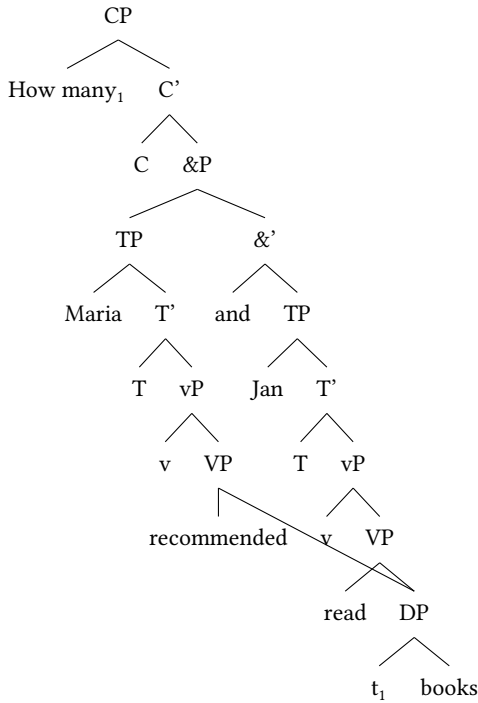 CP
How many₁ C’
C &P
TP &’
Maria T’ and TP
T vP Jan T’
v VP T vP
recommended v VP
read DP
t₁ books